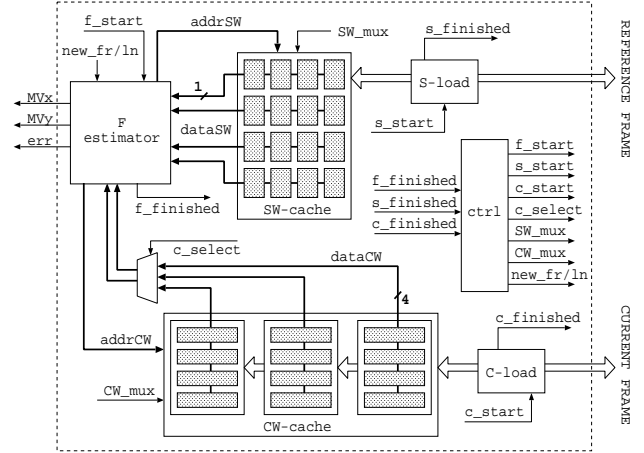 f_start
addrSW
SW_mux
s_finished
new_fr/ln
MVx
MVy
err
F
estimator
1
dataSW
S-load
s_start
REFERENCE FRAME
f_finished
SW-cache
f_finished
s_finished
c_finished
ctrl
f_start
s_start
c_start
c_select
SW_mux
CW_mux
new_fr/ln
c_select
dataCW
4
addrCW
CW_mux
CW-cache
c_finished
C-load
c_start
CURRENT FRAME